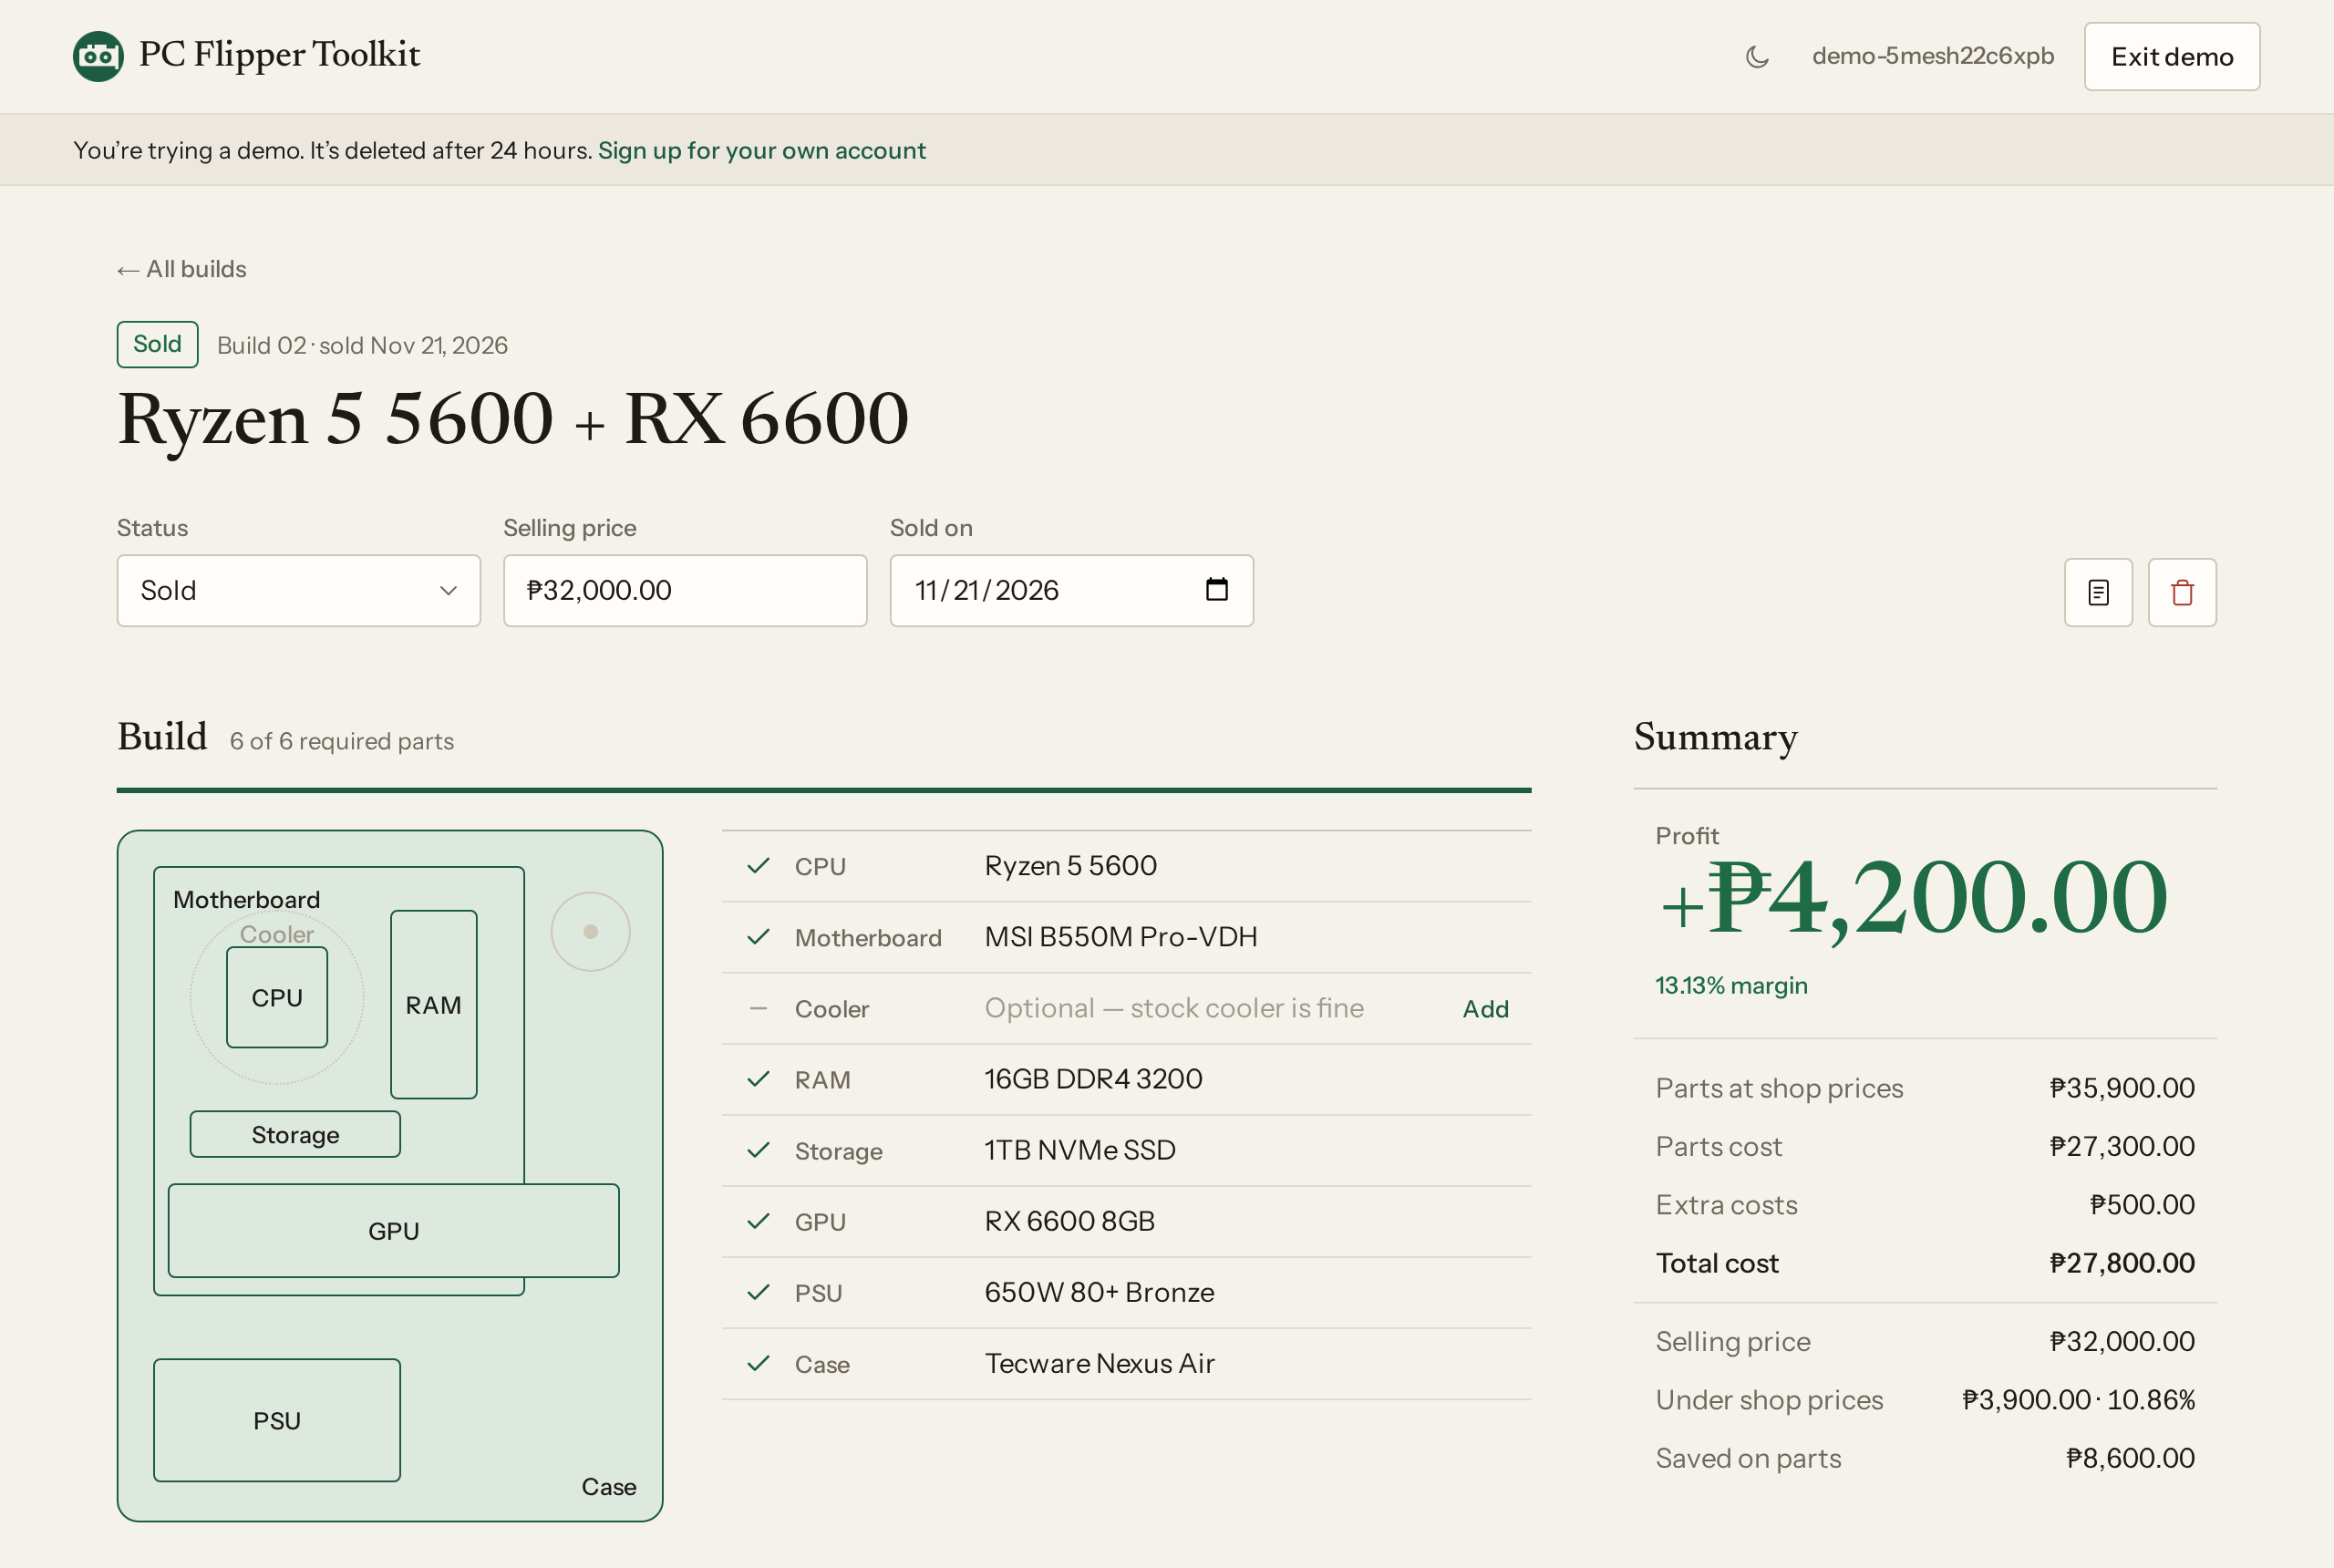 PC Flipper Toolkit
demo-5mesh22c6xpb
Exit demo
You’re trying a demo. It’s deleted after 24 hours. Sign up for your own account
← All builds
Sold
Build 02 · sold Nov 21, 2026
Ryzen 5 5600 + RX 6600
Status
Selling price
Sold on
Sold
₱32,000.00
11/21/2026
Build
6 of 6 required parts
Motherboard
Cooler
CPU
RAM
Storage
GPU
PSU
Case
CPU Ryzen 5 5600
Motherboard MSI B550M Pro-VDH
Cooler Optional — stock cooler is fine Add
RAM 16GB DDR4 3200
Storage 1TB NVMe SSD
GPU RX 6600 8GB
PSU 650W 80+ Bronze
Case Tecware Nexus Air
Summary
Profit
+₱4,200.00
13.13% margin
Parts at shop prices ₱35,900.00
Parts cost ₱27,300.00
Extra costs ₱500.00
Total cost ₱27,800.00
Selling price ₱32,000.00
Under shop prices ₱3,900.00 · 10.86%
Saved on parts ₱8,600.00